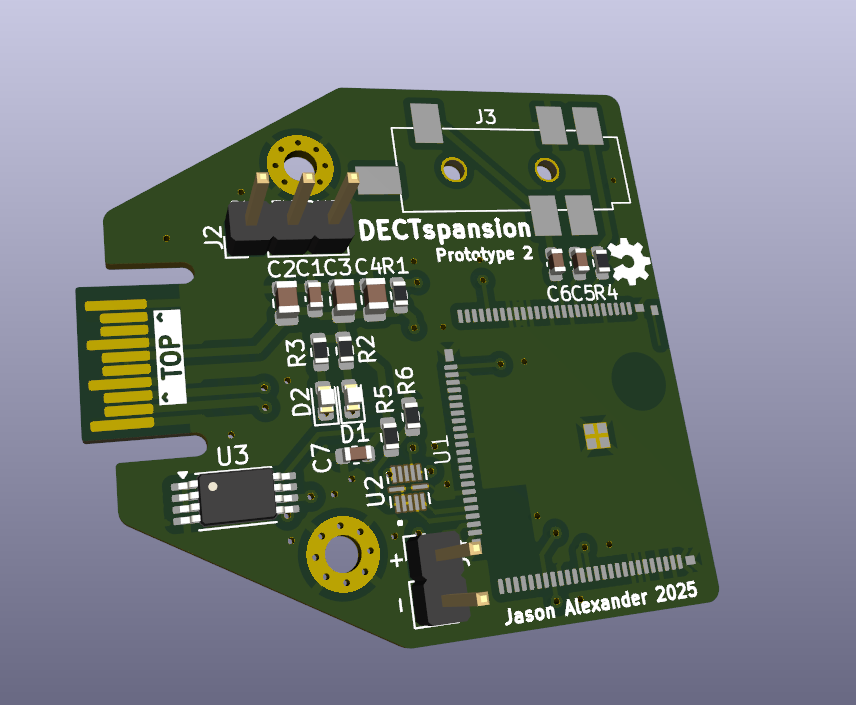 J3
J2
DECTspansion
Prototype 2
C2C1C3 C4R1
C6C5R4
TOP
R3
R2
D2
D1
R5
R6
C7
U1
U3
U2
+
-
Jason Alexander 2025